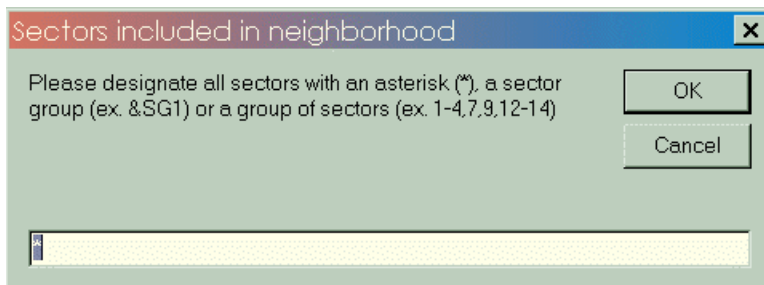 Sectors included in neighborhood
Please designate all sectors with an asterisk (*), a sector
group (ex. &SG1) or a group of sectors (ex. 1-4,7,9,12-14)
OK
Cancel
*